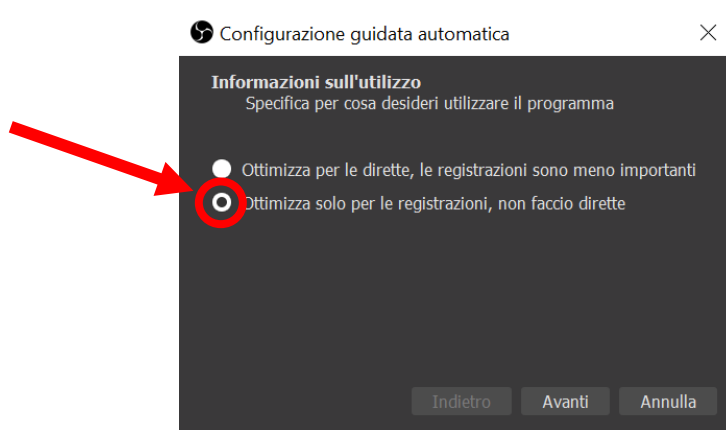 Configurazione guidata automatica
Informazioni sull'utilizzo
Specifica per cosa desideri utilizzare il programma
Ottimizza per le dirette, le registrazioni sono meno importanti
Ottimizza solo per le registrazioni, non faccio dirette
Indietro Avanti Annulla